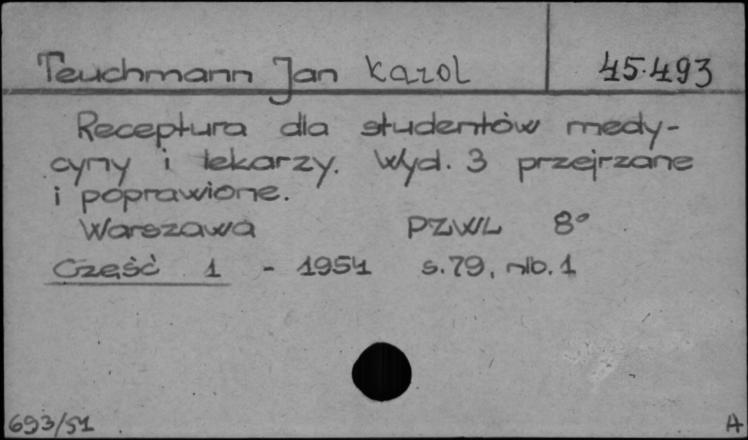 Teuchmann Jan Karol 45.493
Receptura dla studentów medy-
cyny i lekarzy. Wyd. 3 przejrzane
i poprawione.
Warszawa PZWL 8°
Część 1 - 1951 s. 79, nlb. 1
693/51 A